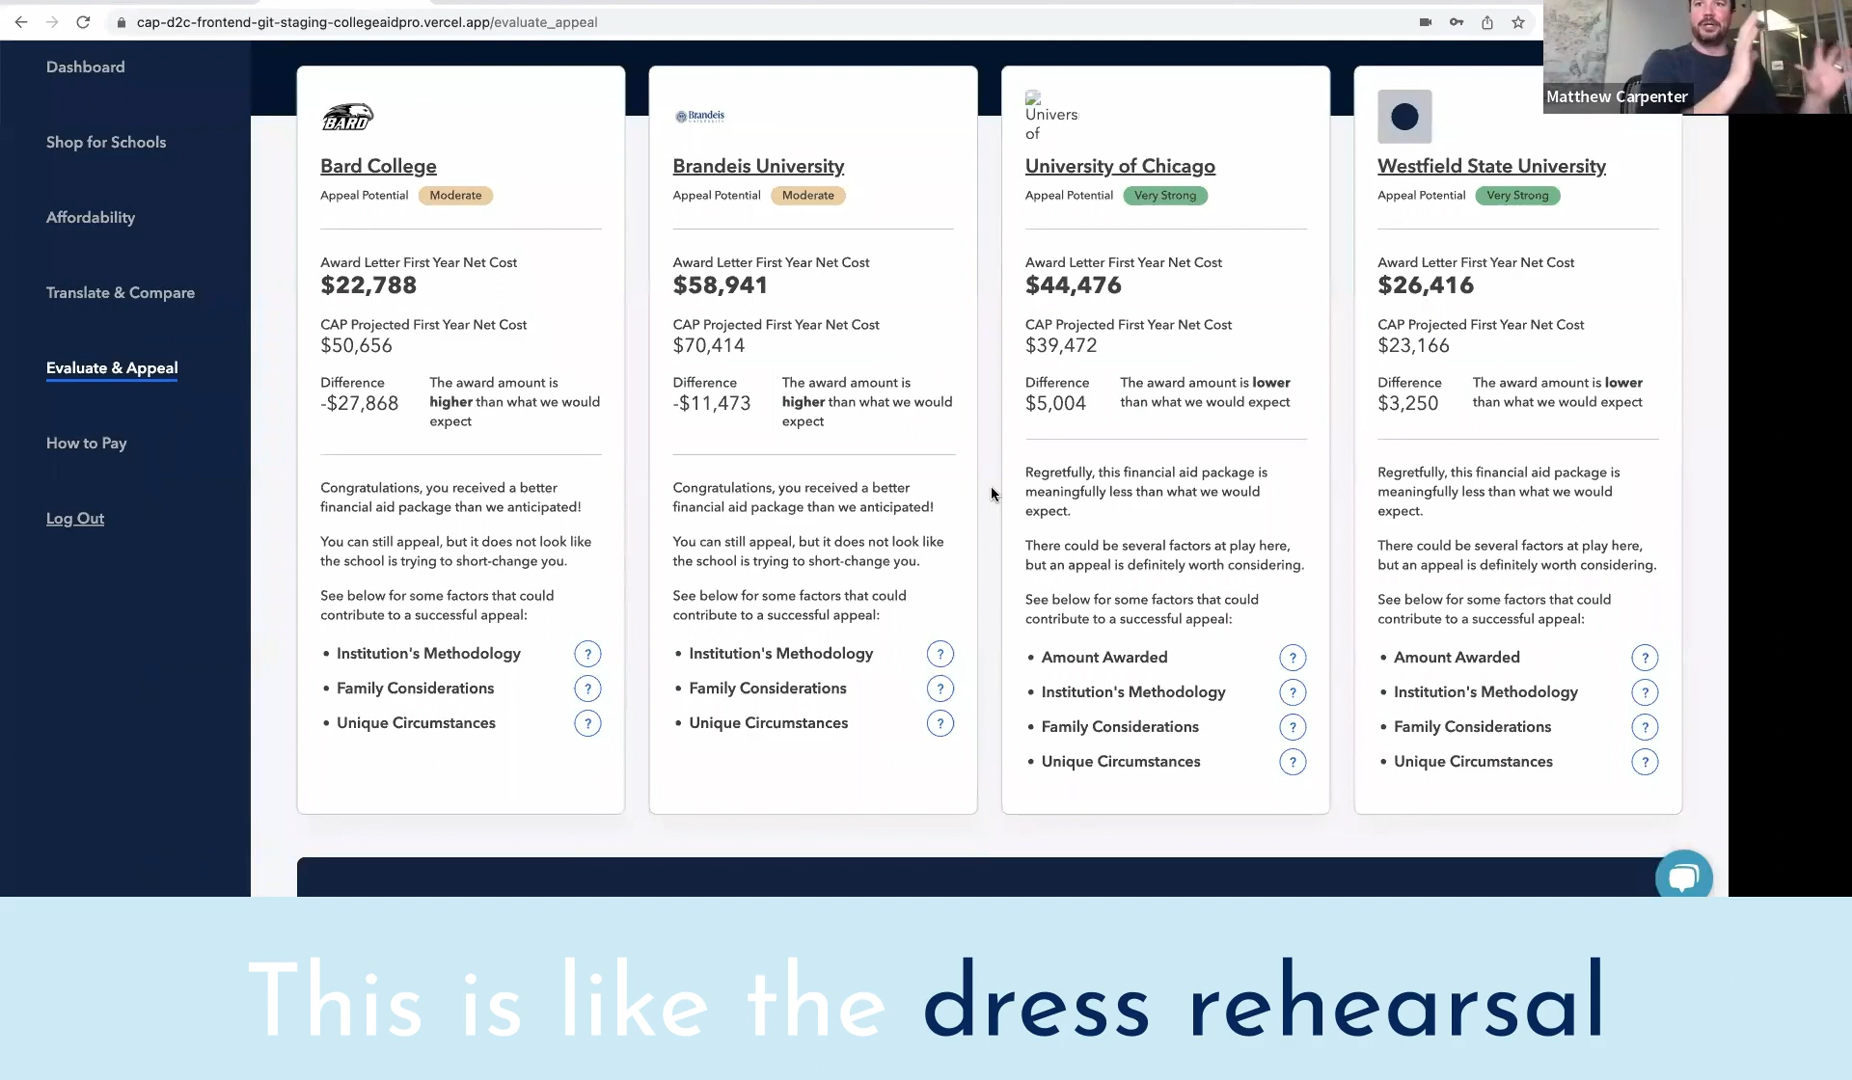 cap-d2c-frontend-git-staging-collegeaidpro.vercel.app/evaluate_appeal
Matthew Carpenter
Dashboard
Shop for Schools
Affordability
Translate & Compare
Evaluate & Appeal
How to Pay
Log Out
BARD
Bard College
Appeal Potential Moderate
Award Letter First Year Net Cost
$22,788
CAP Projected First Year Net Cost
$50,656
Difference
-$27,868
The award amount is
higher than what we would
expect
Congratulations, you received a better
financial aid package than we anticipated!
You can still appeal, but it does not look like
the school is trying to short-change you.
See below for some factors that could
contribute to a successful appeal:
• Institution's Methodology ?
• Family Considerations ?
• Unique Circumstances ?
Brandeis
Brandeis University
Appeal Potential Moderate
Award Letter First Year Net Cost
$58,941
CAP Projected First Year Net Cost
$70,414
Difference
-$11,473
The award amount is
higher than what we would
expect
Congratulations, you received a better
financial aid package than we anticipated!
You can still appeal, but it does not look like
the school is trying to short-change you.
See below for some factors that could
contribute to a successful appeal:
• Institution's Methodology ?
• Family Considerations ?
• Unique Circumstances ?
Univers
of
University of Chicago
Appeal Potential Very Strong
Award Letter First Year Net Cost
$44,476
CAP Projected First Year Net Cost
$39,472
Difference
$5,004
The award amount is lower
than what we would expect
Regretfully, this financial aid package is
meaningfully less than what we would
expect.
There could be several factors at play here,
but an appeal is definitely worth considering.
See below for some factors that could
contribute to a successful appeal:
• Amount Awarded ?
• Institution's Methodology ?
• Family Considerations ?
• Unique Circumstances ?
Westfield State University
Appeal Potential Very Strong
Award Letter First Year Net Cost
$26,416
CAP Projected First Year Net Cost
$23,166
Difference
$3,250
The award amount is lower
than what we would expect
Regretfully, this financial aid package is
meaningfully less than what we would
expect.
There could be several factors at play here,
but an appeal is definitely worth considering.
See below for some factors that could
contribute to a successful appeal:
• Amount Awarded ?
• Institution's Methodology ?
• Family Considerations ?
• Unique Circumstances ?
This is like the dress rehearsal